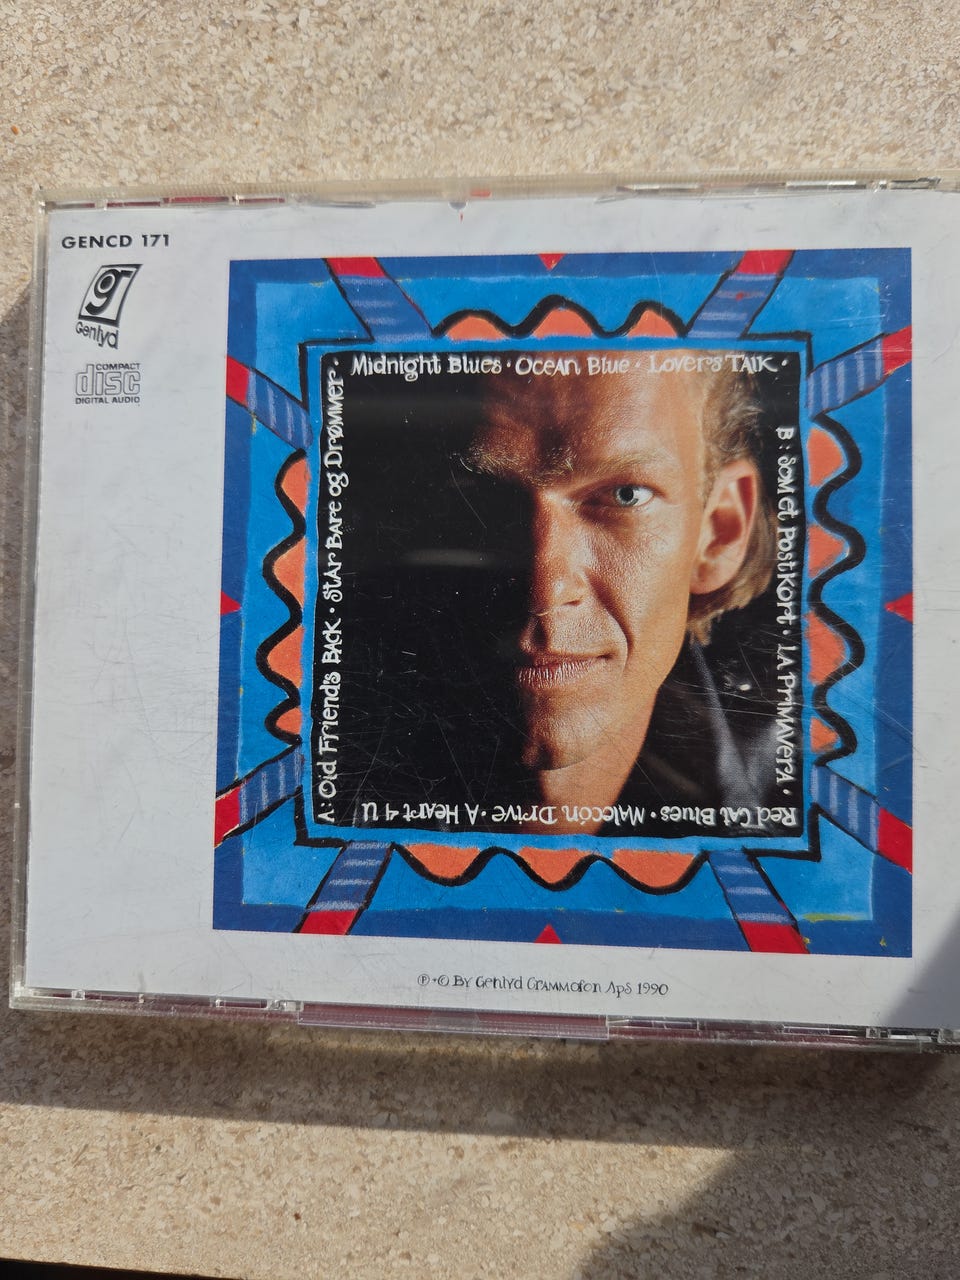 GENCD 171
g
Genlyd
COMPACT
disc
DIGITAL AUDIO
A: Old Friend's BACK · StAr BAre og DrØMMer ·
Midnight Blues · OceAn Blue · Lovers' TAlk ·
B: SoM et PostKort · LA PriMAverA ·
Red CAt Blues · MAlecón Drive · A HeArt 4 U
Ⓟ + © By Genlyd GrAMMofon ApS 1990